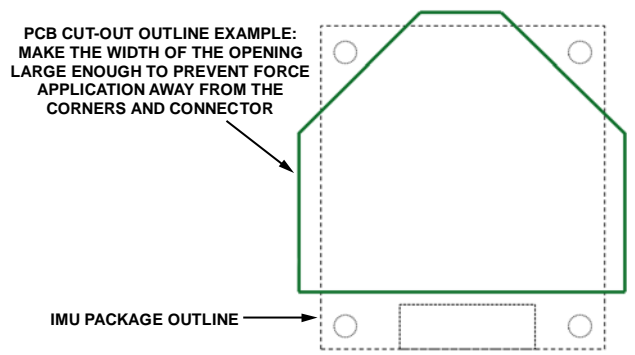 PCB CUT-OUT OUTLINE EXAMPLE:
MAKE THE WIDTH OF THE OPENING
LARGE ENOUGH TO PREVENT FORCE
APPLICATION AWAY FROM THE
CORNERS AND CONNECTOR
IMU PACKAGE OUTLINE